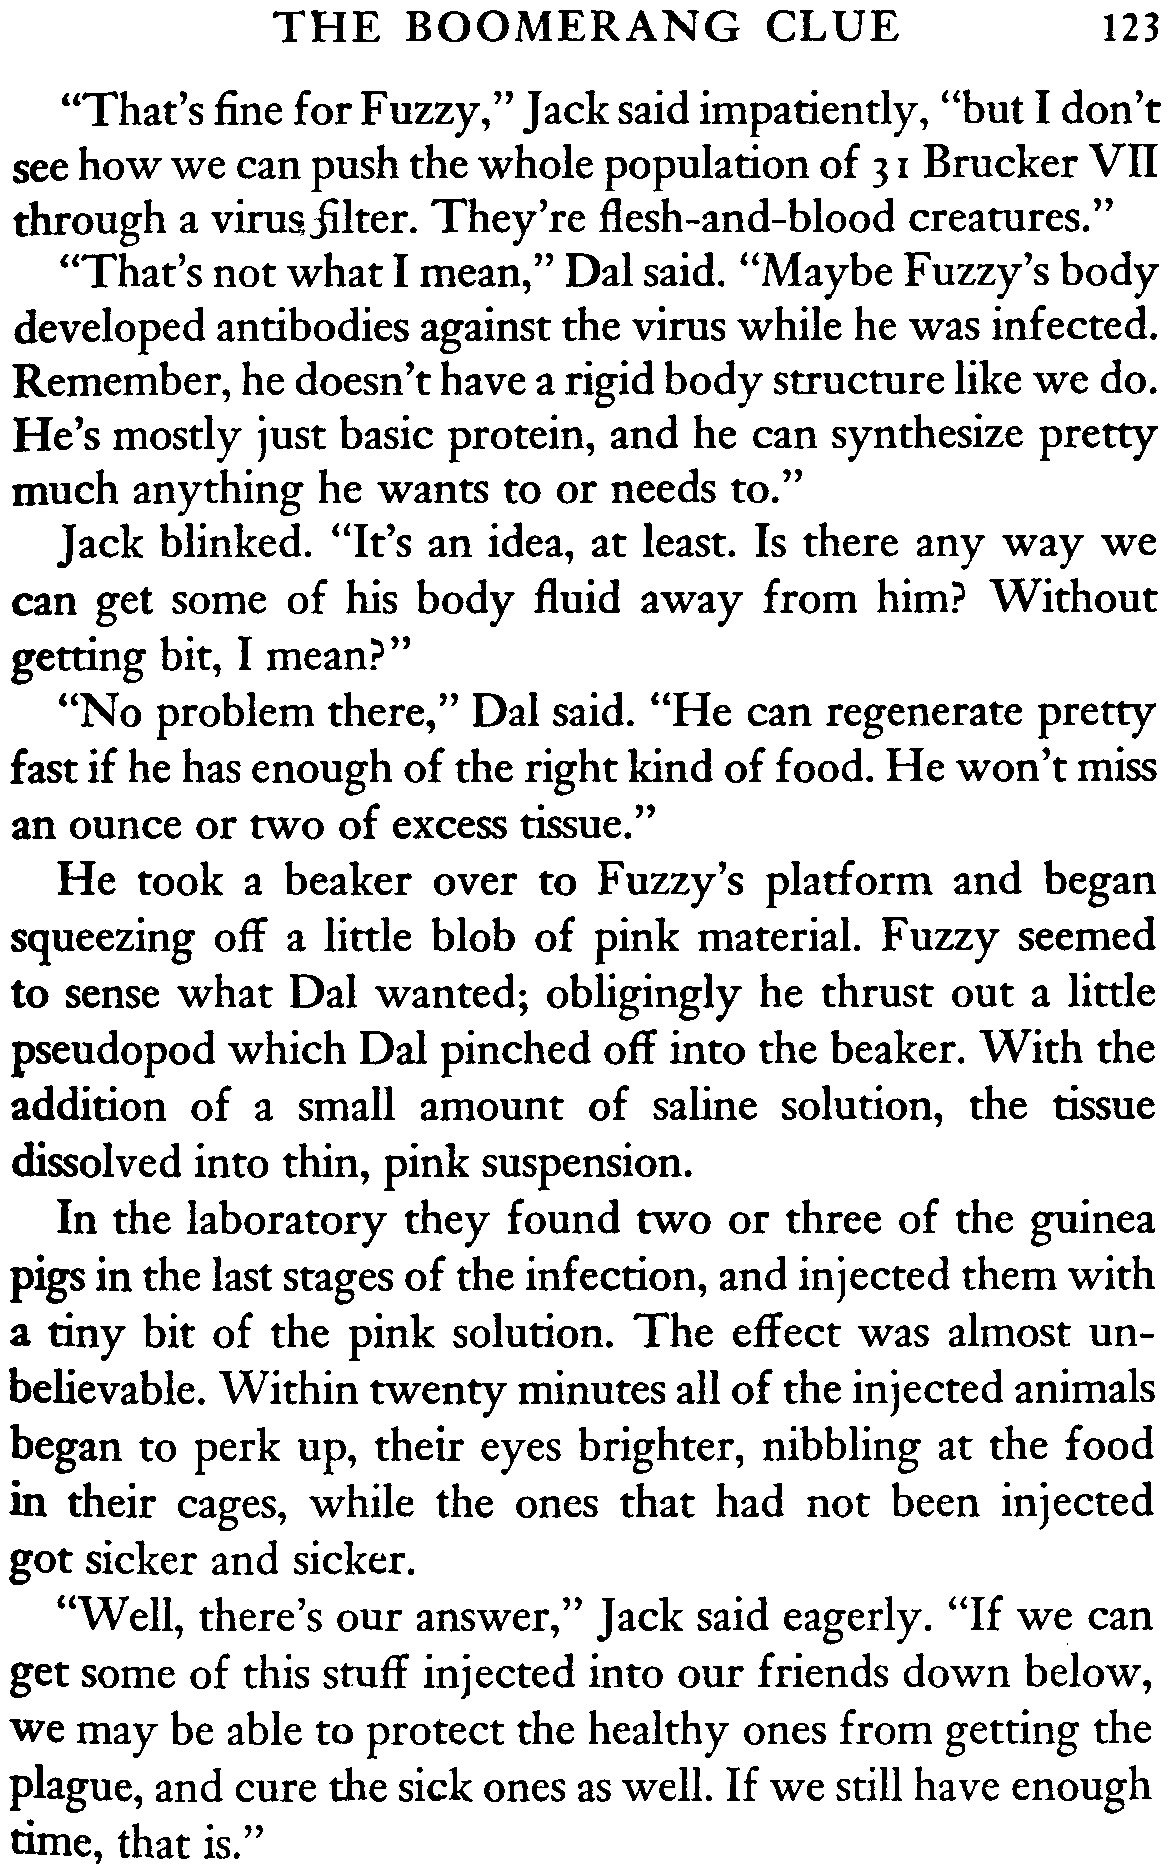 THE BOOMERANG CLUE 123
“That’s fine for Fuzzy,” Jack said impatiently, “but I don’t
see how we can push the whole population of 31 Brucker VII
through a virus filter. They’re flesh-and-blood creatures.”
“That’s not what I mean,” Dal said. “Maybe Fuzzy’s body
developed antibodies against the virus while he was infected.
Remember, he doesn’t have a rigid body structure like we do.
He’s mostly just basic protein, and he can synthesize pretty
much anything he wants to or needs to.”
Jack blinked. “It’s an idea, at least. Is there any way we
can get some of his body fluid away from him? Without
getting bit, I mean?”
“No problem there,” Dal said. “He can regenerate pretty
fast if he has enough of the right kind of food. He won’t miss
an ounce or two of excess tissue.”
He took a beaker over to Fuzzy’s platform and began
squeezing off a little blob of pink material. Fuzzy seemed
to sense what Dal wanted; obligingly he thrust out a little
pseudopod which Dal pinched off into the beaker. With the
addition of a small amount of saline solution, the tissue
dissolved into thin, pink suspension.
In the laboratory they found two or three of the guinea
pigs in the last stages of the infection, and injected them with
a tiny bit of the pink solution. The effect was almost un-
believable. Within twenty minutes all of the injected animals
began to perk up, their eyes brighter, nibbling at the food
in their cages, while the ones that had not been injected
got sicker and sicker.
“Well, there’s our answer,” Jack said eagerly. “If we can
get some of this stuff injected into our friends down below,
we may be able to protect the healthy ones from getting the
plague, and cure the sick ones as well. If we still have enough
time, that is.”